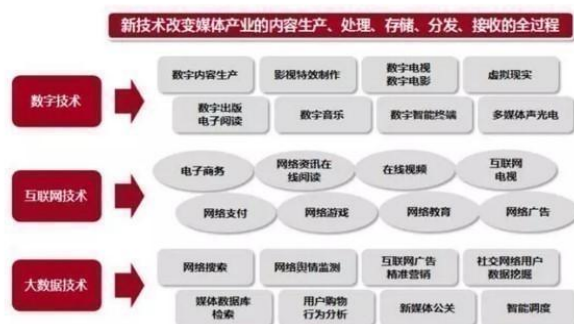 新技术改变媒体产业的内容生产、处理、存储、分发、接收的全过程
数字技术
数字内容生产
影视特效制作
数字电视
数字电影
虚拟现实
数字出版
电子阅读
数字音乐
数字智能终端
多媒体声光电
互联网技术
电子商务
网络资讯在
线阅读
在线视频
互联网
电视
网络支付
网络游戏
网络教育
网络广告
大数据技术
网络搜索
网络舆情监测
互联网广告
精准营销
社交网络用户
数据挖掘
媒体数据库
检索
用户购物
行为分析
新媒体公关
智能调度